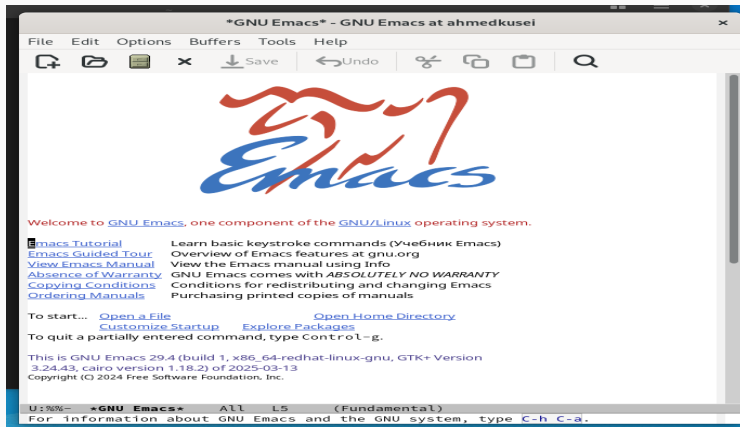 *GNU Emacs* - GNU Emacs at ahmedkusei
File Edit Options Buffers Tools Help
Save Undo
Emacs
Welcome to GNU Emacs, one component of the GNU/Linux operating system.
Emacs Tutorial Learn basic keystroke commands (Учебник Emacs)
Emacs Guided Tour Overview of Emacs features at gnu.org
View Emacs Manual View the Emacs manual using Info
Absence of Warranty GNU Emacs comes with ABSOLUTELY NO WARRANTY
Copying Conditions Conditions for redistributing and changing Emacs
Ordering Manuals Purchasing printed copies of manuals
To start... Open a File Open Home Directory
Customize Startup Explore Packages
To quit a partially entered command, type Control-g.
This is GNU Emacs 29.4 (build 1, x86_64-redhat-linux-gnu, GTK+ Version
3.24.43, cairo version 1.18.2) of 2025-03-13
Copyright (C) 2024 Free Software Foundation, Inc.
U:%%- *GNU Emacs* All L5 (Fundamental)
For information about GNU Emacs and the GNU system, type C-h C-a.